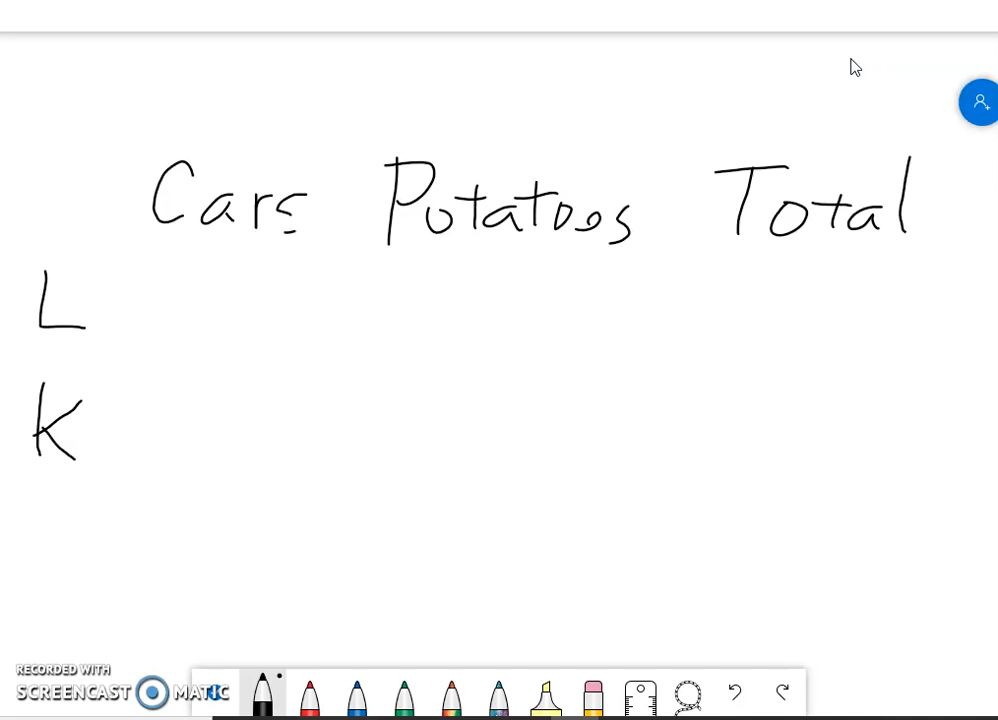 Cars Potatoes Total
L
K
RECORDED WITH
SCREENCAST MATIC